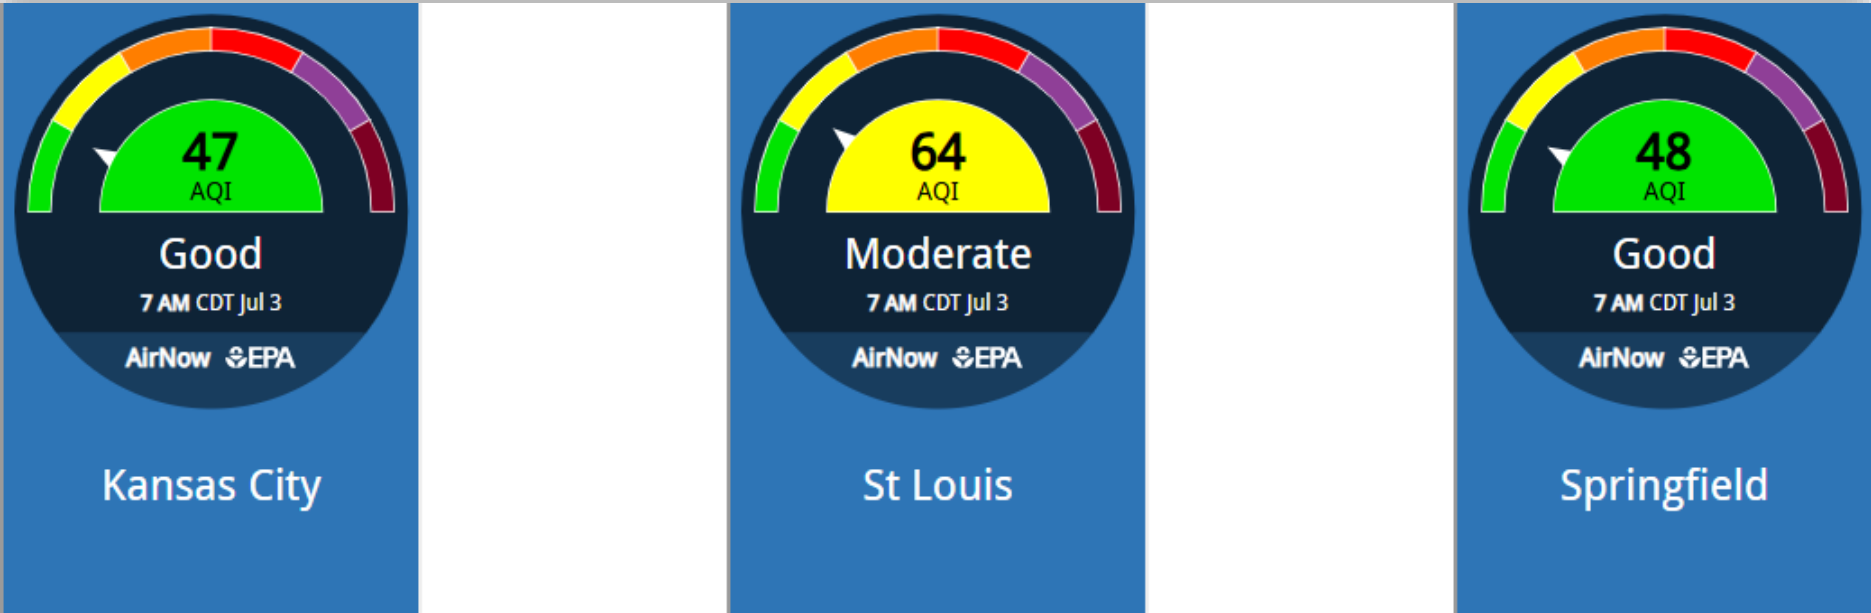 47
AQI
Good
7 AM CDT Jul 3
AirNow EPA
Kansas City
64
AQI
Moderate
7 AM CDT Jul 3
AirNow EPA
St Louis
48
AQI
Good
7 AM CDT Jul 3
AirNow EPA
Springfield